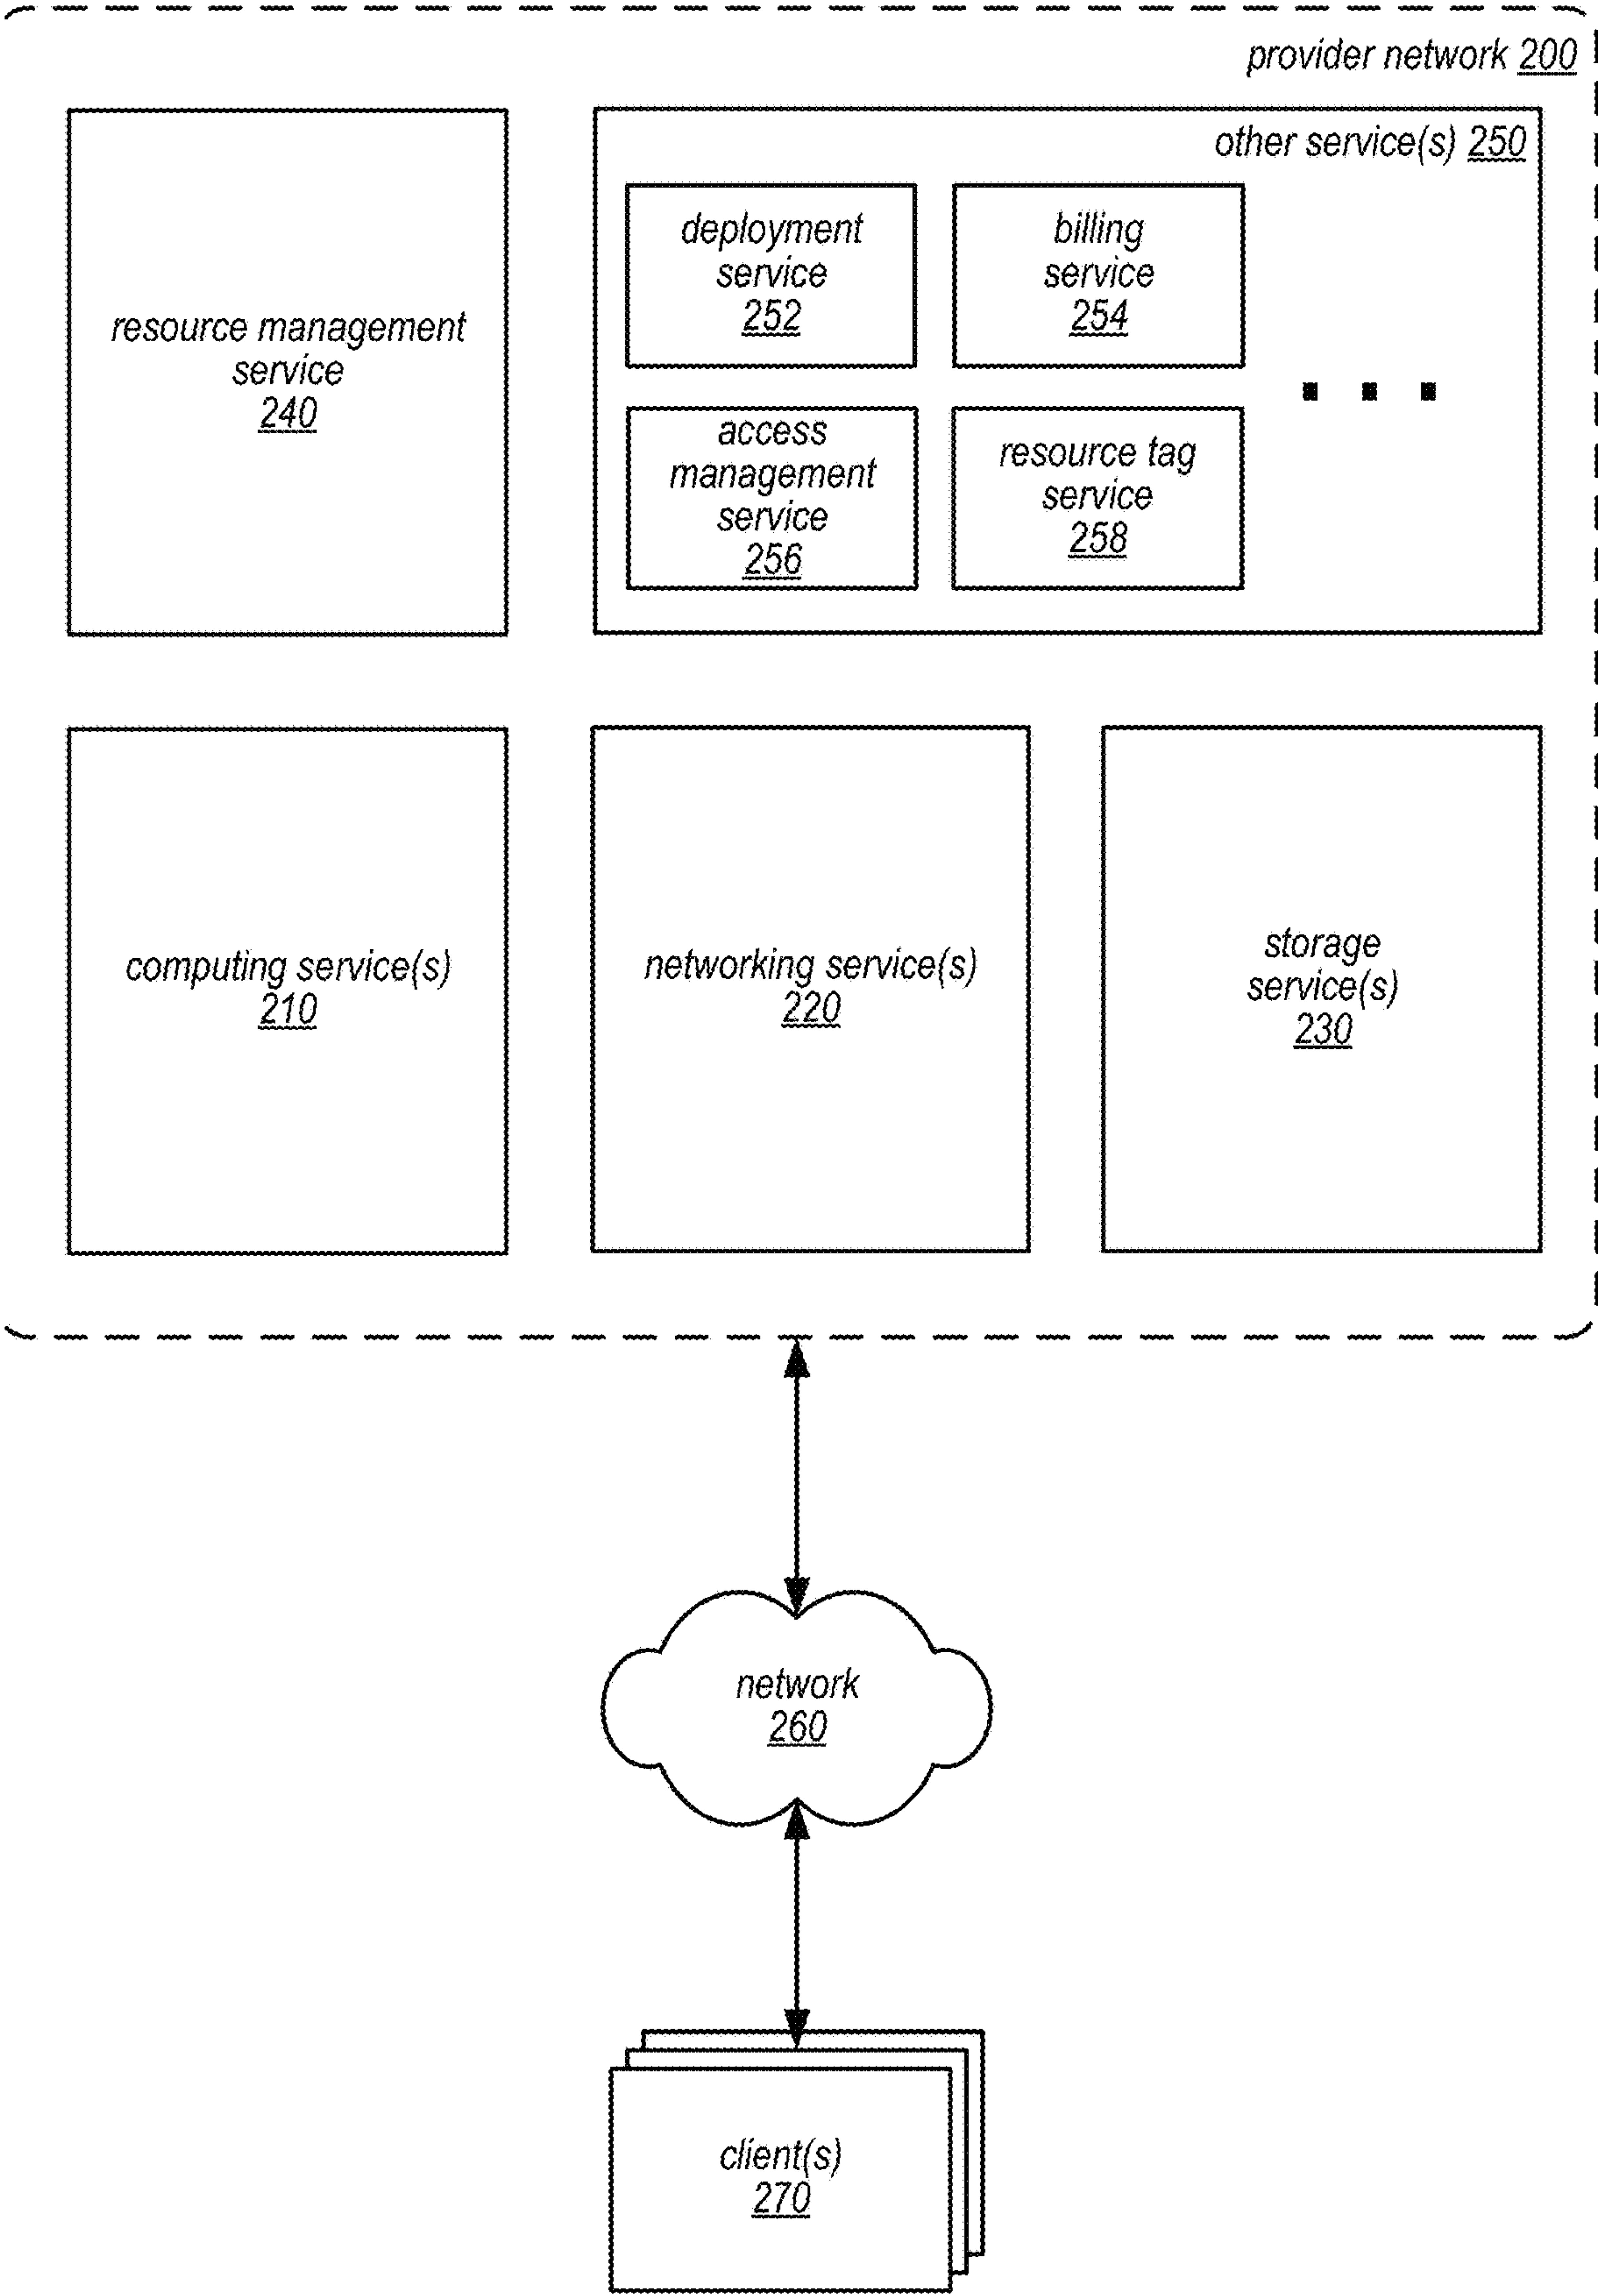 provider network 200
other service(s) 250
deployment
service
252
billing
service
254
resource management
service
240
access
management
service
256
resource tag
service
258
computing service(s)
210
networking service(s)
220
storage
service(s)
230
network
260
client(s)
270